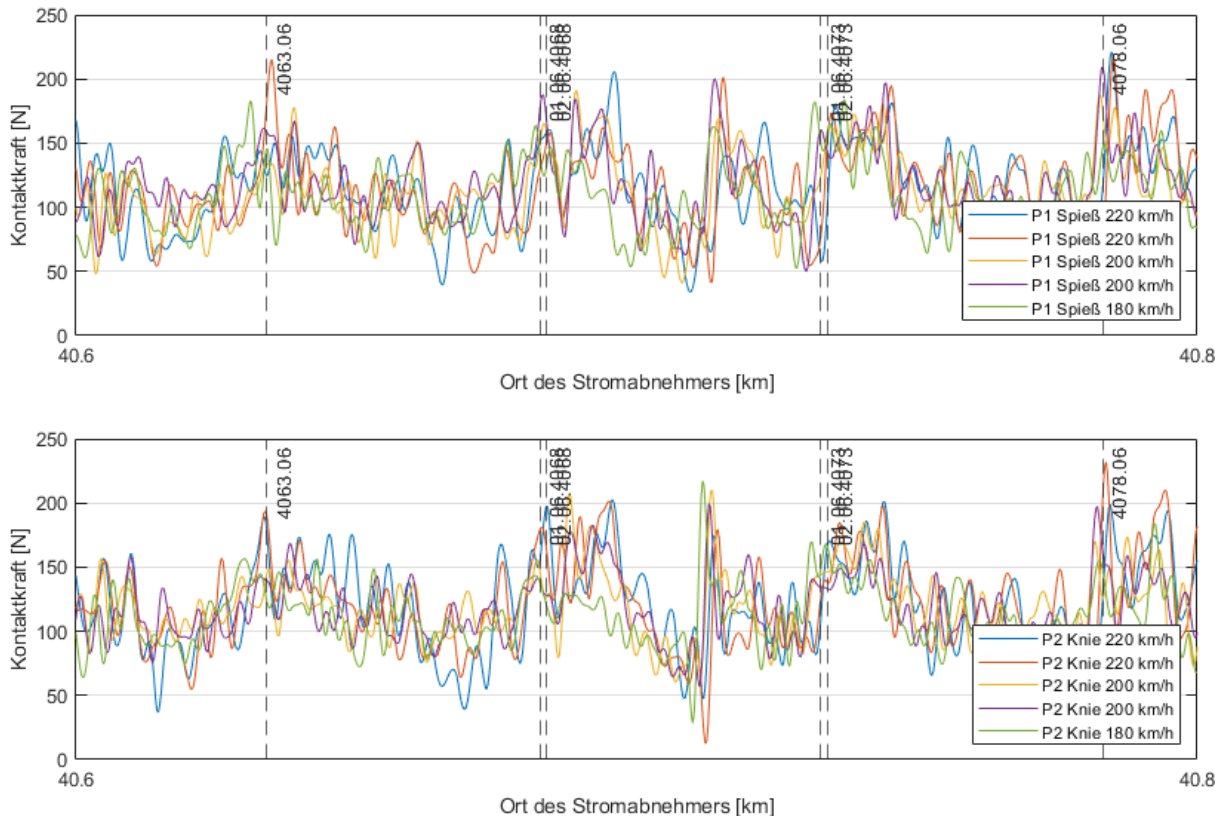 250
200
150
100
50
0
Kontaktkraft [N]
4063.06
4078.06
P1 Spieß 220 km/h
P1 Spieß 220 km/h
P1 Spieß 200 km/h
P1 Spieß 200 km/h
P1 Spieß 180 km/h
40.6
40.8
Ort des Stromabnehmers [km]
250
200
150
100
50
0
Kontaktkraft [N]
4063.06
4078.06
P2 Knie 220 km/h
P2 Knie 220 km/h
P2 Knie 200 km/h
P2 Knie 200 km/h
P2 Knie 180 km/h
40.6
40.8
Ort des Stromabnehmers [km]